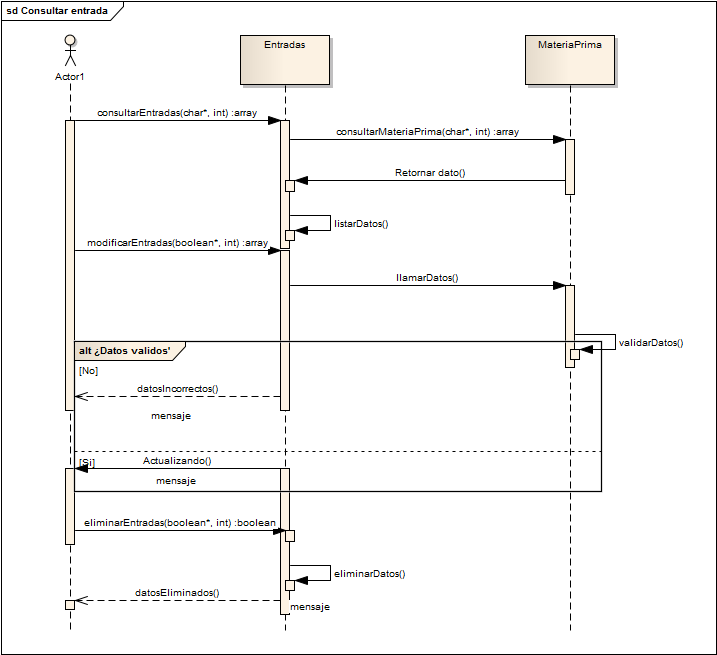 sd Consultar entrada
Actor1
Entradas
MateriaPrima
consultarEntradas(char*, int) :array
consultarMateriaPrima(char*, int) :array
Retornar dato()
listarDatos()
modificarEntradas(boolean*, int) :array
llamarDatos()
validarDatos()
alt ¿Datos validos'
[No]
datosIncorrectos()
mensaje
[Si]
Actualizando()
mensaje
eliminarEntradas(boolean*, int) :boolean
eliminarDatos()
datosEliminados()
mensaje